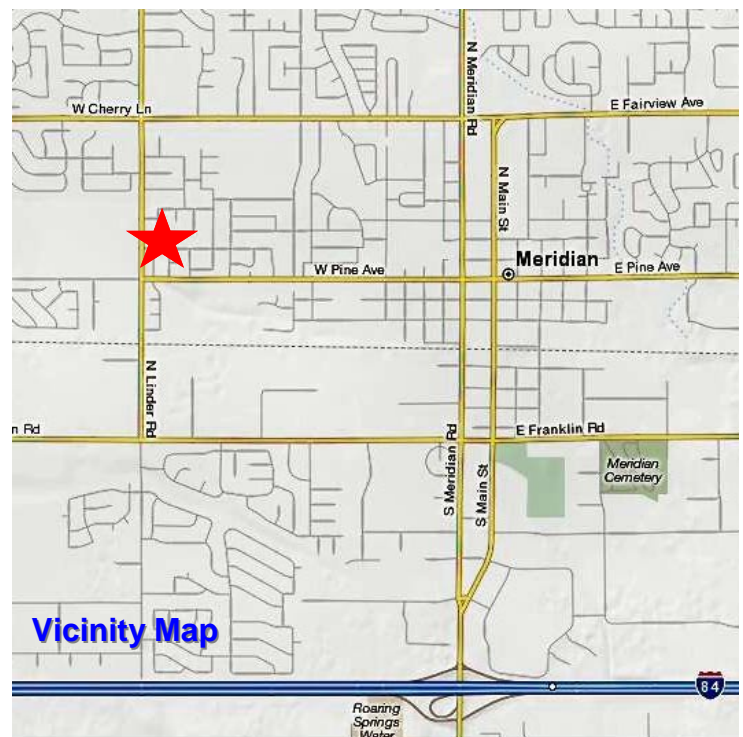 N Meridian Rd
W Cherry Ln
E Fairview Ave
N Main St
Meridian
W Pine Ave
E Pine Ave
N Linder Rd
n Rd
E Franklin Rd
S Meridian Rd
S Main St
Meridian
Cemetery
Vicinity Map
84
Roaring
Springs
Water